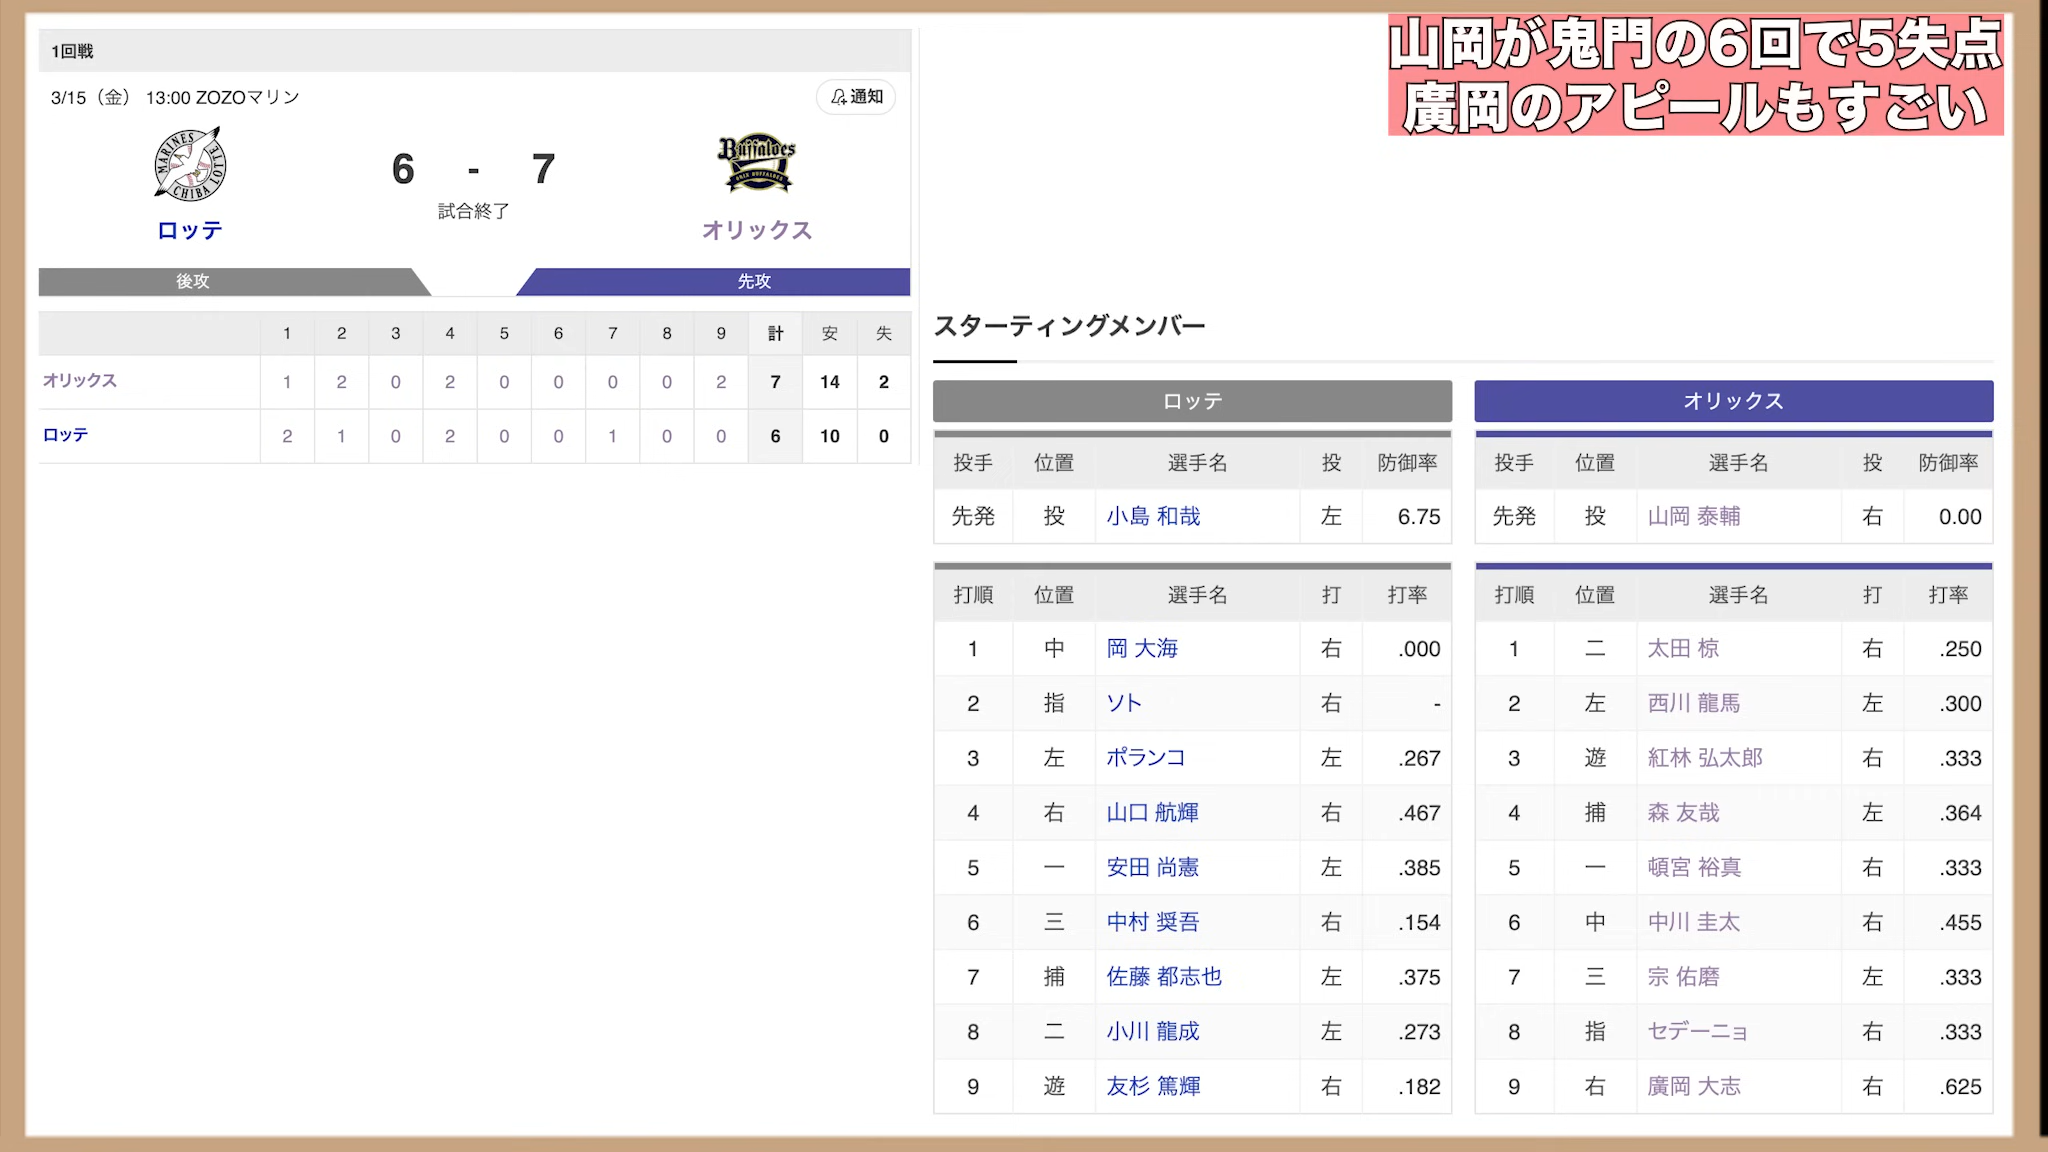 山岡が鬼門の6回で5失点
廣岡のアピールもすごい
1回戦
3/15（金） 13:00 ZOZOマリン
通知
MARINES
CHIBA LOTTE
6 - 7
Buffaloes
ORIX BUFFALOES
試合終了
ロッテ オリックス
後攻 先攻
1 2 3 4 5 6 7 8 9 計 安 失
オリックス 1 2 0 2 0 0 0 0 2 7 14 2
ロッテ 2 1 0 2 0 0 1 0 0 6 10 0
スターティングメンバー
ロッテ
投手 位置 選手名 投 防御率
先発 投 小島 和哉 左 6.75
打順 位置 選手名 打 打率
1 中 岡 大海 右 .000
2 指 ソト 右 -
3 左 ポランコ 左 .267
4 右 山口 航輝 右 .467
5 一 安田 尚憲 左 .385
6 三 中村 奨吾 右 .154
7 捕 佐藤 都志也 左 .375
8 二 小川 龍成 左 .273
9 遊 友杉 篤輝 右 .182
オリックス
投手 位置 選手名 投 防御率
先発 投 山岡 泰輔 右 0.00
打順 位置 選手名 打 打率
1 二 太田 椋 右 .250
2 左 西川 龍馬 左 .300
3 遊 紅林 弘太郎 右 .333
4 捕 森 友哉 左 .364
5 一 頓宮 裕真 右 .333
6 中 中川 圭太 右 .455
7 三 宗 佑磨 左 .333
8 指 セデーニョ 右 .333
9 右 廣岡 大志 右 .625